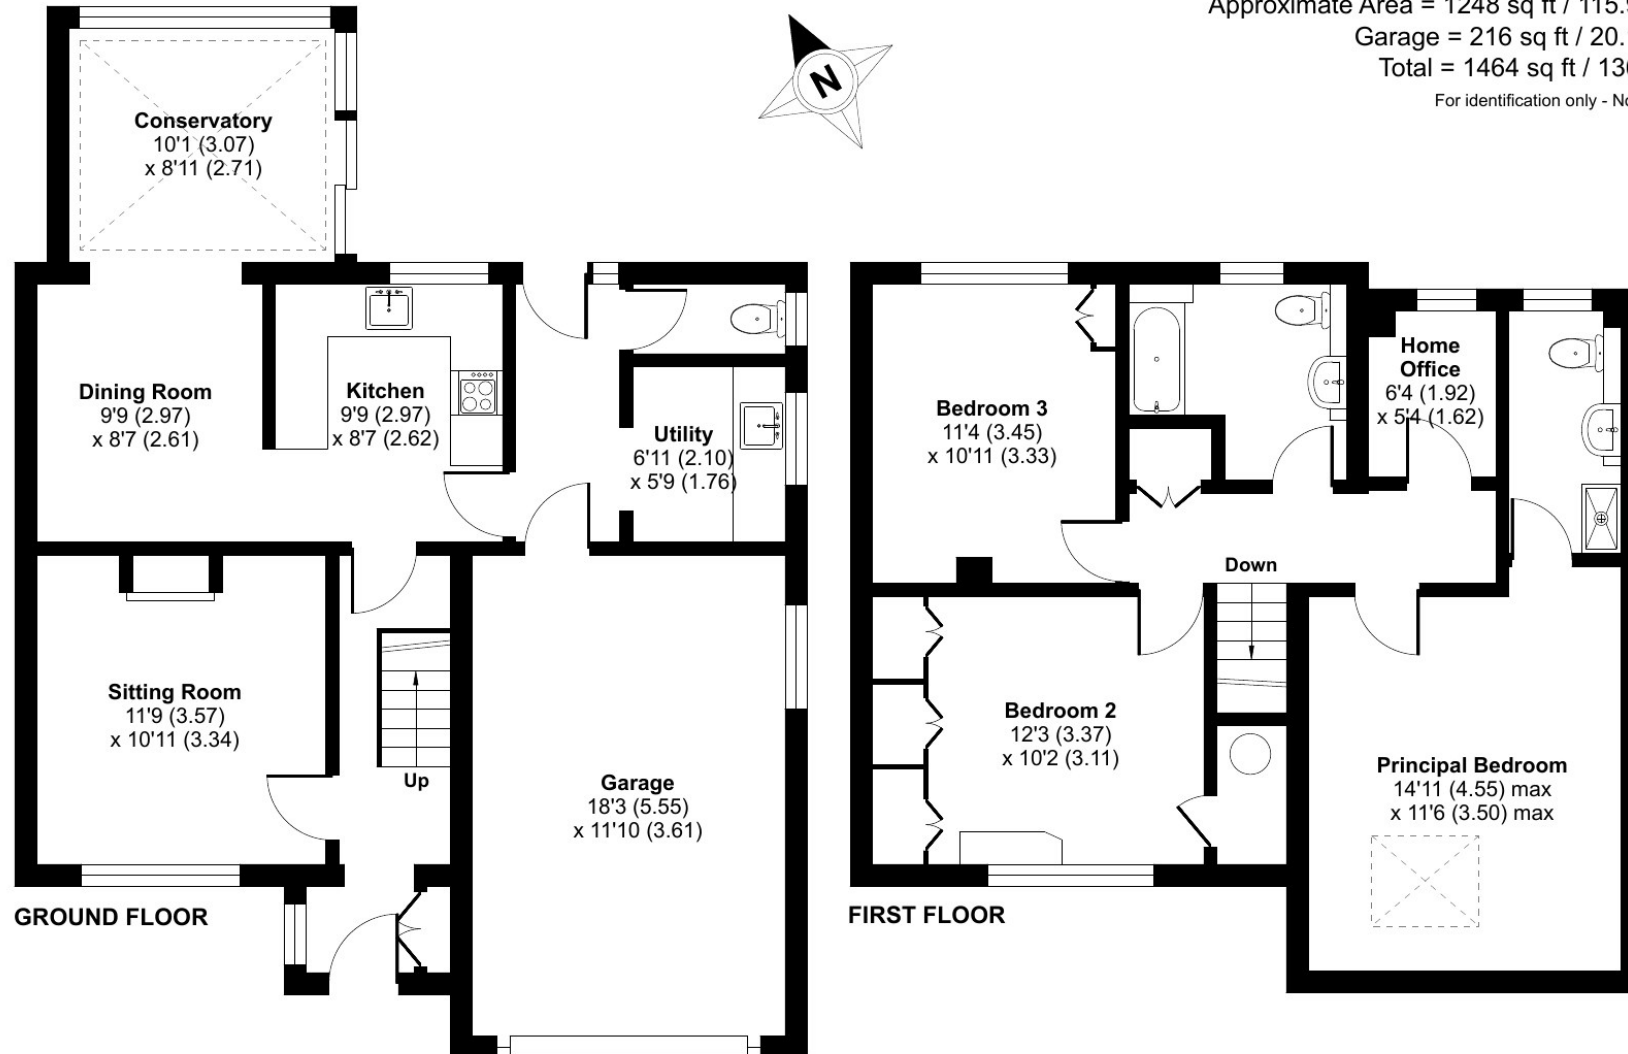 Approximate Area = 1248 sq ft / 115.9
Garage = 216 sq ft / 20.
Total = 1464 sq ft / 13
For identification only - No
N
Conservatory
10'1 (3.07)
x 8'11 (2.71)
Dining Room
9'9 (2.97)
x 8'7 (2.61)
Kitchen
9'9 (2.97)
x 8'7 (2.62)
Utility
6'11 (2.10)
x 5'9 (1.76)
Sitting Room
11'9 (3.57)
x 10'11 (3.34)
Up
Garage
18'3 (5.55)
x 11'10 (3.61)
GROUND FLOOR
Bedroom 3
11'4 (3.45)
x 10'11 (3.33)
Home
Office
6'4 (1.92)
x 5'4 (1.62)
Down
Bedroom 2
12'3 (3.37)
x 10'2 (3.11)
Principal Bedroom
14'11 (4.55) max
x 11'6 (3.50) max
FIRST FLOOR